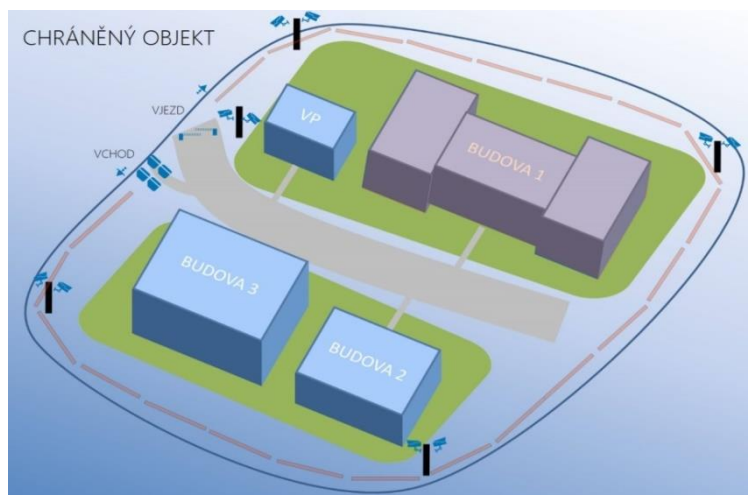 CHRÁNĚNÝ OBJEKT
VJEZD
VP
VCHOD
BUDOVA 1
BUDOVA 3
BUDOVA 2